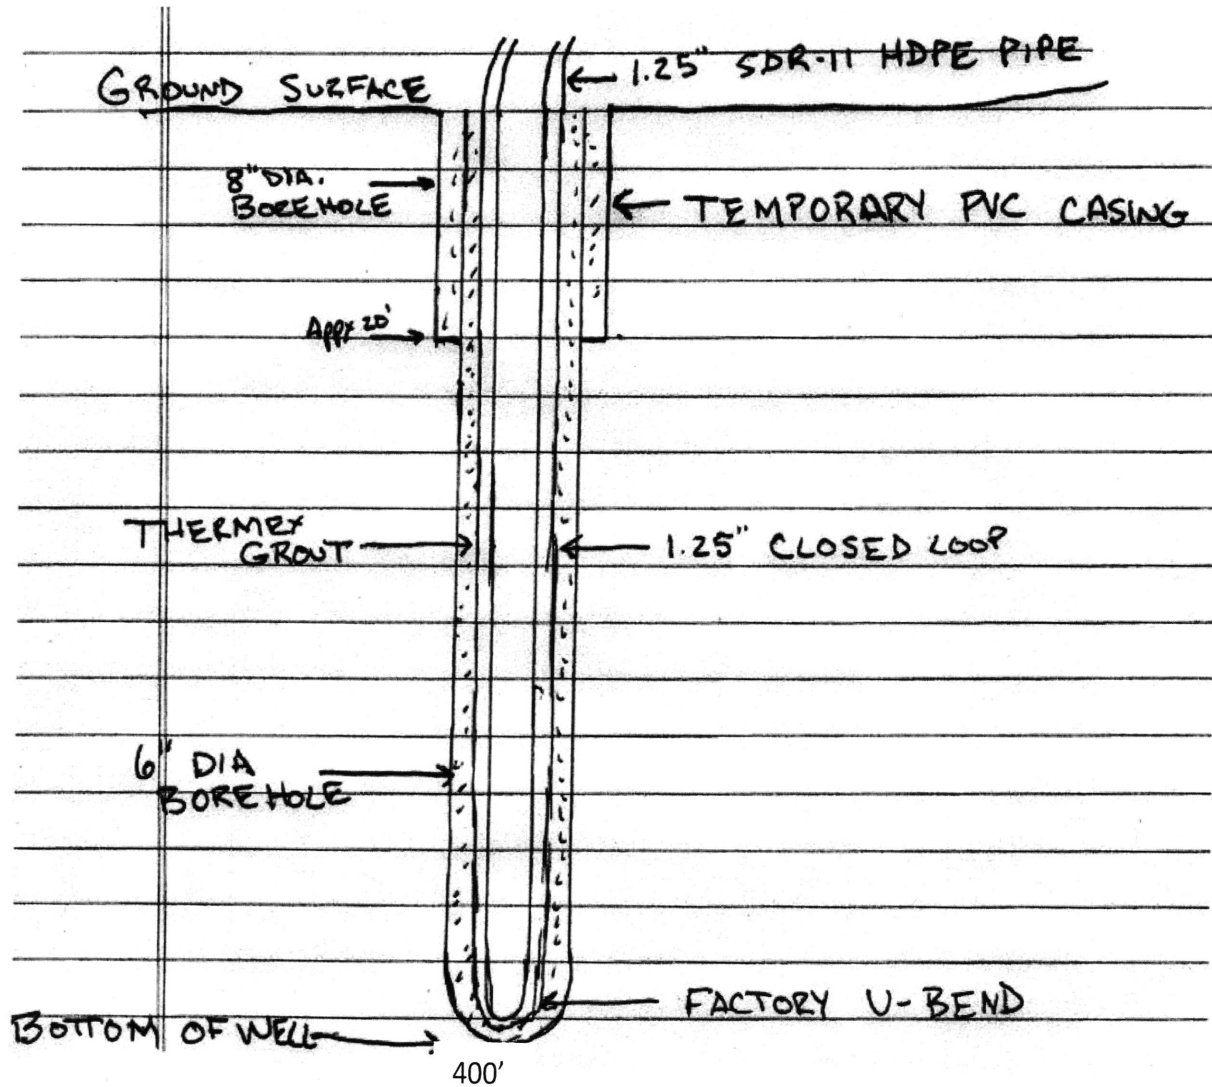 1.25" SDR-11 HDPE PIPE
GROUND SURFACE
8" DIA.
BOREHOLE
TEMPORARY PVC CASING
Appx 20'
THERMEX
GROUT
1.25" CLOSED LOOP
6" DIA
BOREHOLE
FACTORY U-BEND
BOTTOM OF WELL
400'